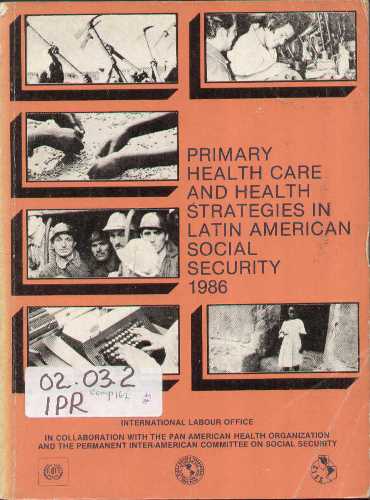 PRIMARY
HEALTH CARE
AND HEALTH
STRATEGIES IN
LATIN AMERICAN
SOCIAL
SECURITY
1986
02.03.2
IPR
INTERNATIONAL LABOUR OFFICE
IN COLLABORATION WITH THE PAN AMERICAN HEALTH ORGANIZATION
AND THE PERMANENT INTER-AMERICAN COMMITTEE ON SOCIAL SECURITY